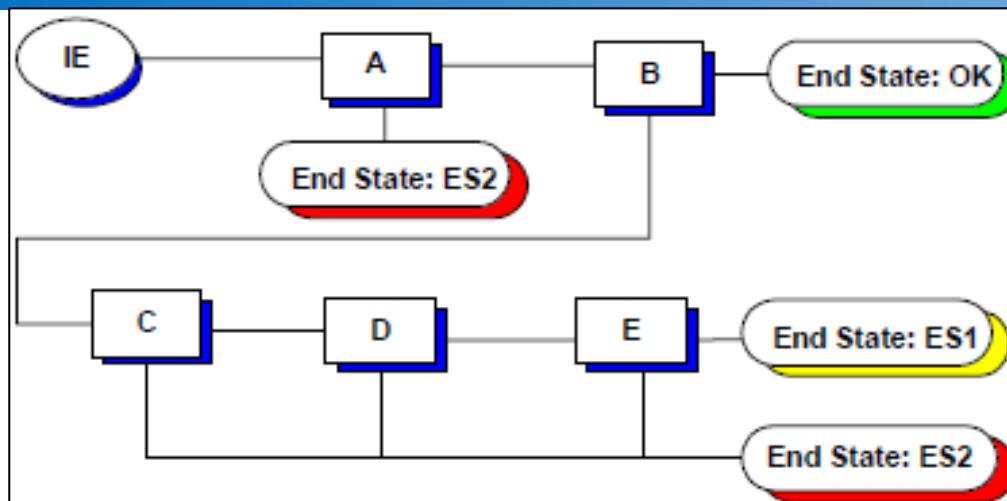 IE
A
B
End State: OK
End State: ES2
C
D
E
End State: ES1
End State: ES2